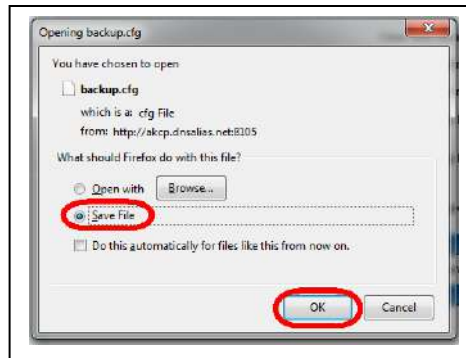 Opening backup.cfg
You have chosen to open
backup.cfg
which is a: cfg File
from: http://akcp.dnsalias.net:8105
What should Firefox do with this file?
Open with Browse...
Save File
Do this automatically for files like this from now on.
OK Cancel